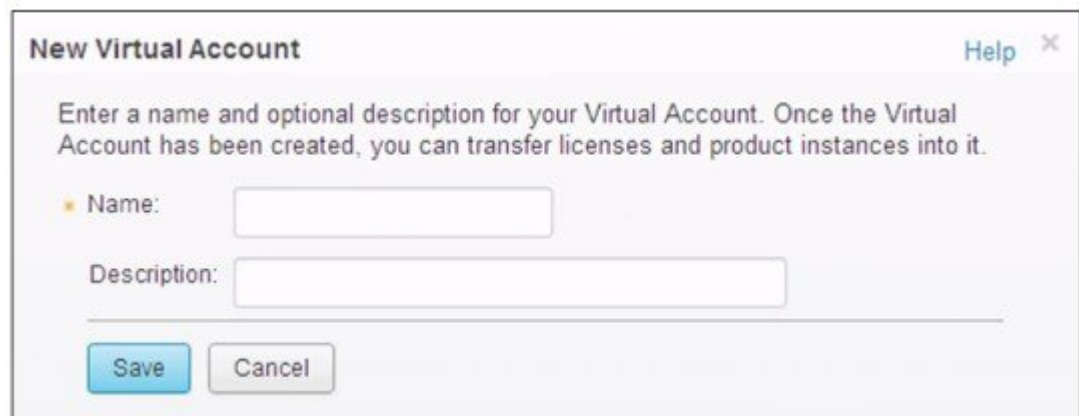 New Virtual Account
Help ×
Enter a name and optional description for your Virtual Account. Once the Virtual
Account has been created, you can transfer licenses and product instances into it.
Name:
Description:
Save Cancel